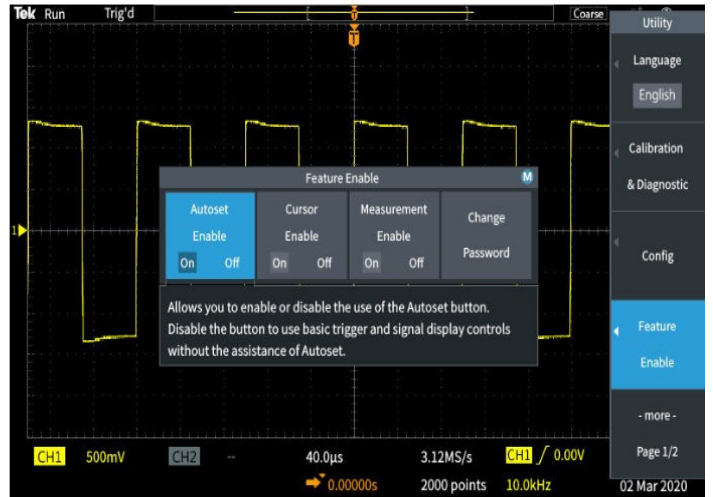 Tek Run Trig'd Coarse
Utility
Language
English
Calibration
& Diagnostic
Config
Feature
Enable
- more -
Page 1/2
Feature Enable M
Autoset
Enable
On Off
Cursor
Enable
On Off
Measurement
Enable
On Off
Change
Password
Allows you to enable or disable the use of the Autoset button.
Disable the button to use basic trigger and signal display controls
without the assistance of Autoset.
T
1
CH1 500mV CH2 -- 40.0µs 3.12MS/s CH1 0.00V
0.00000s 2000 points 10.0kHz 02 Mar 2020